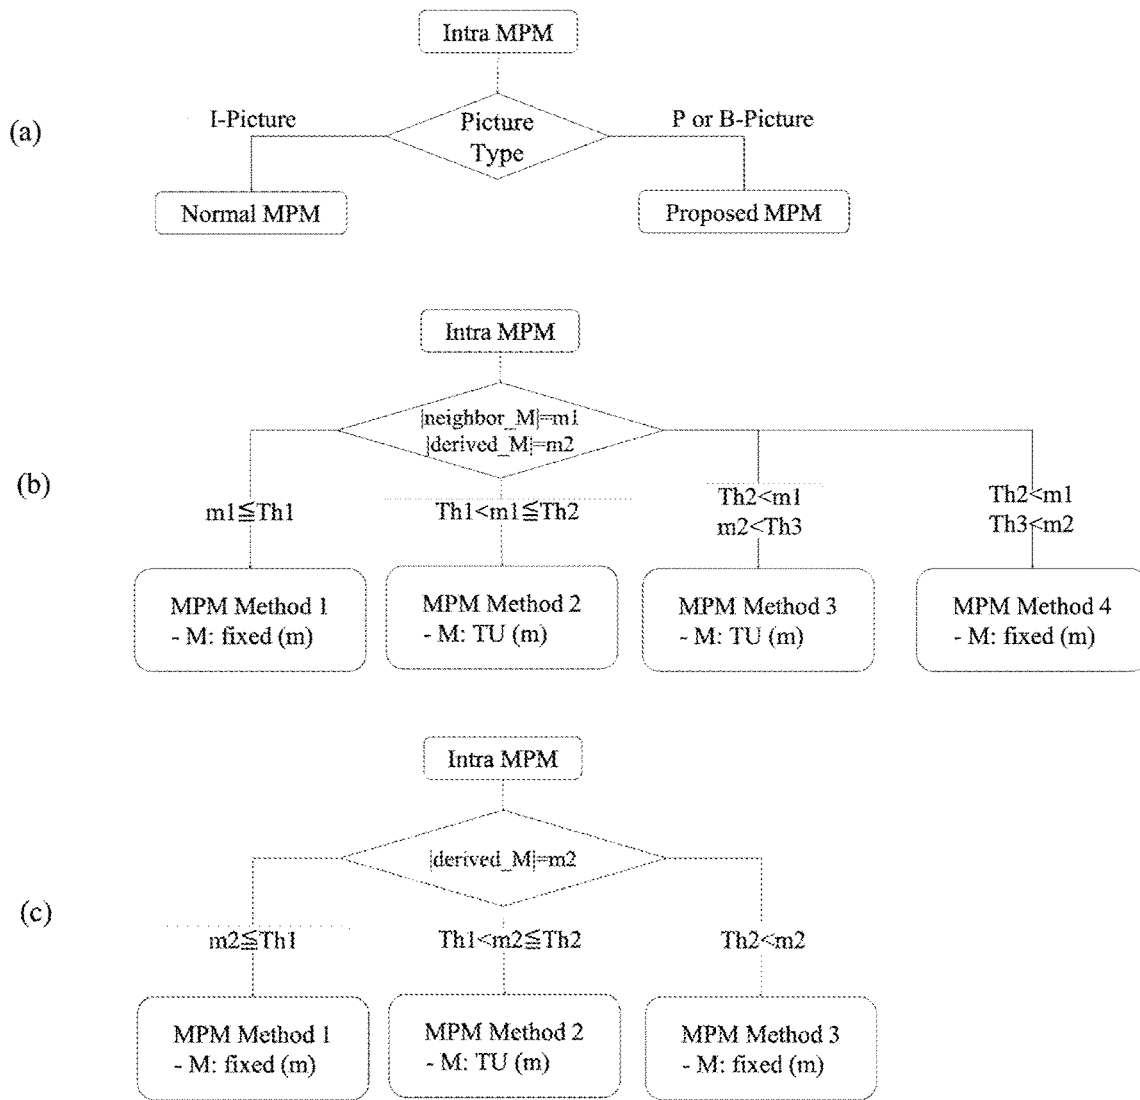 Intra MPM
(a)
I-Picture
Picture
Type
P or B-Picture
Normal MPM
Proposed MPM
Intra MPM
|neighbor_M|=m1
|derived_M|=m2
(b)
m1≦Th1
Th1<m1≦Th2
Th2<m1
m2<Th3
Th2<m1
Th3<m2
MPM Method 1
- M: fixed (m)
MPM Method 2
- M: TU (m)
MPM Method 3
- M: TU (m)
MPM Method 4
- M: fixed (m)
Intra MPM
|derived_M|=m2
(c)
m2≦Th1
Th1<m2≦Th2
Th2<m2
MPM Method 1
- M: fixed (m)
MPM Method 2
- M: TU (m)
MPM Method 3
- M: fixed (m)